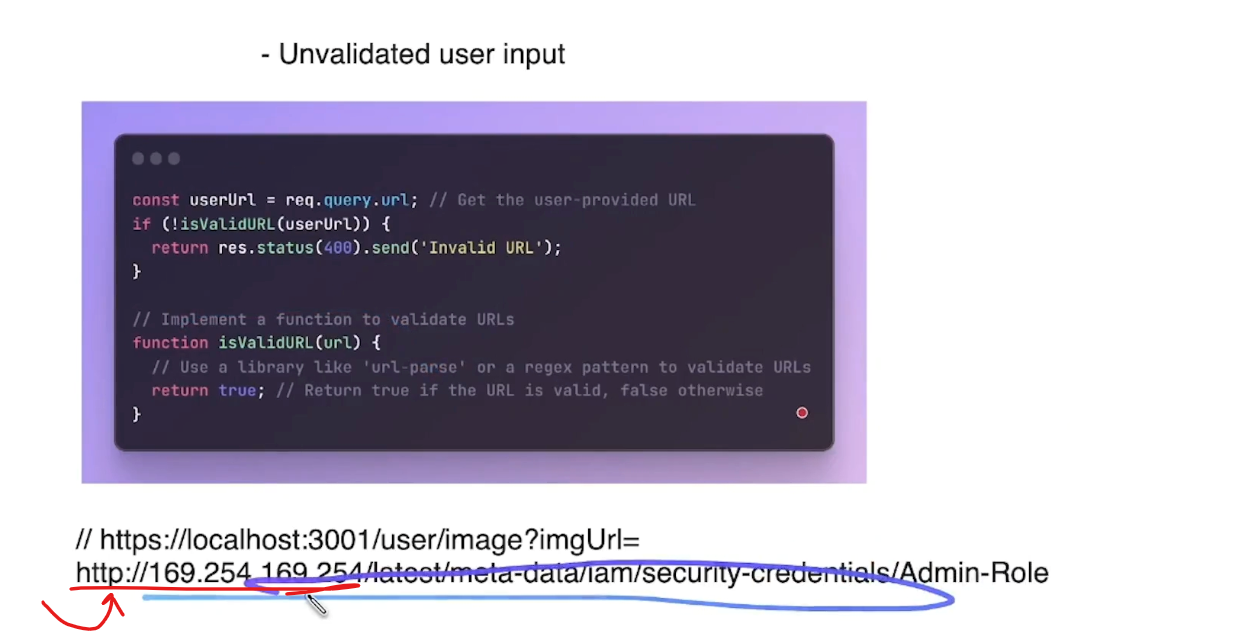 - Unvalidated user input
const userUrl = req.query.url; // Get the user-provided URL
if (!isValidURL(userUrl)) {
return res.status(400).send('Invalid URL');
}
// Implement a function to validate URLs
function isValidURL(url) {
// Use a library like 'url-parse' or a regex pattern to validate URLs
return true; // Return true if the URL is valid, false otherwise
}
// https://localhost:3001/user/image?imgUrl=
http://169.254.169.254/latest/meta-data/iam/security-credentials/Admin-Role